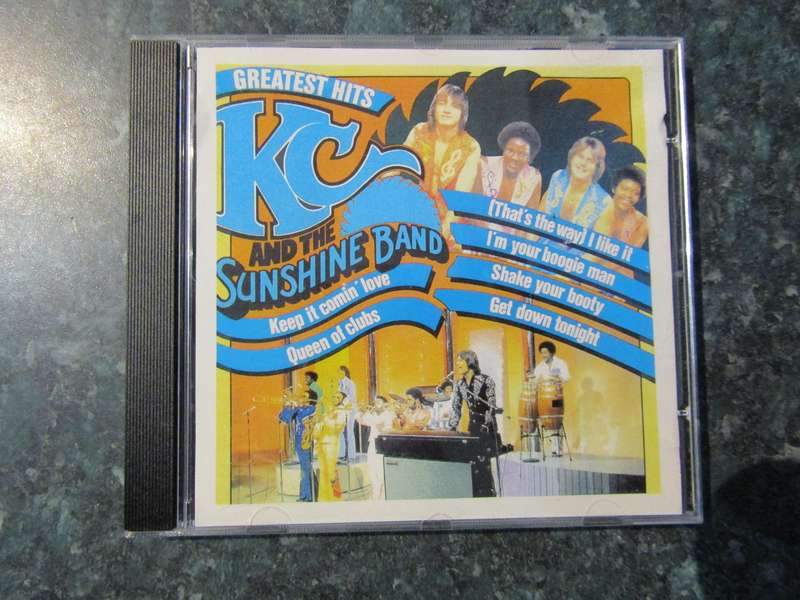 GREATEST HITS
KC
AND THE
SUNSHINE BAND
(That's the way) I like it
I'm your boogie man
Shake your booty
Get down tonight
Keep it comin' love
Queen of clubs